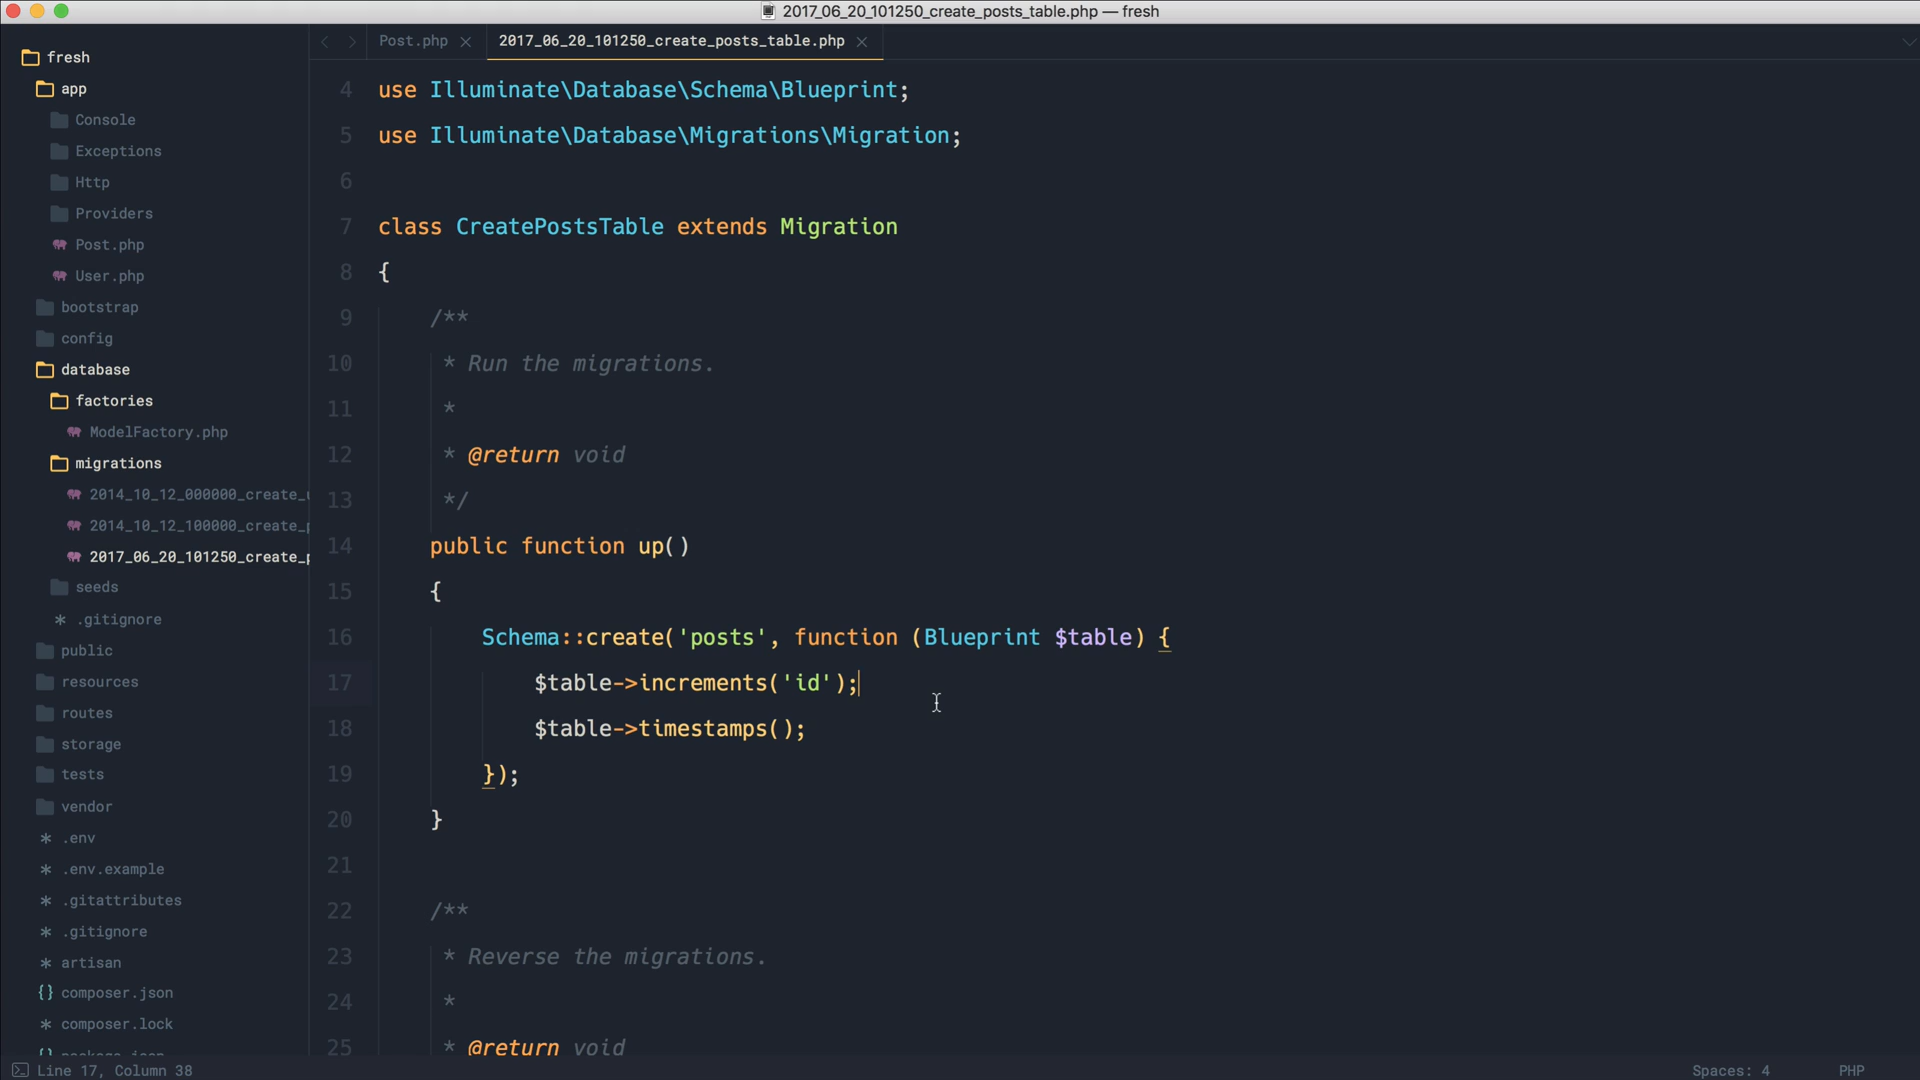 2017_06_20_101250_create_posts_table.php — fresh
fresh
app
Console
Exceptions
Http
Providers
Post.php
User.php
bootstrap
config
database
factories
ModelFactory.php
migrations
2014_10_12_000000_create_
2014_10_12_100000_create_
2017_06_20_101250_create_
seeds
* .gitignore
public
resources
routes
storage
tests
vendor
* .env
* .env.example
* .gitattributes
* .gitignore
* artisan
{} composer.json
* composer.lock
Post.php ×
2017_06_20_101250_create_posts_table.php ×
4 use Illuminate\Database\Schema\Blueprint;
5 use Illuminate\Database\Migrations\Migration;
6
7 class CreatePostsTable extends Migration
8 {
9 /**
10 * Run the migrations.
11 *
12 * @return void
13 */
14 public function up()
15 {
16 Schema::create('posts', function (Blueprint $table) {
17 $table->increments('id');
18 $table->timestamps();
19 });
20 }
21
22 /**
23 * Reverse the migrations.
24 *
25 * @return void
Line 17, Column 38
Spaces: 4
PHP